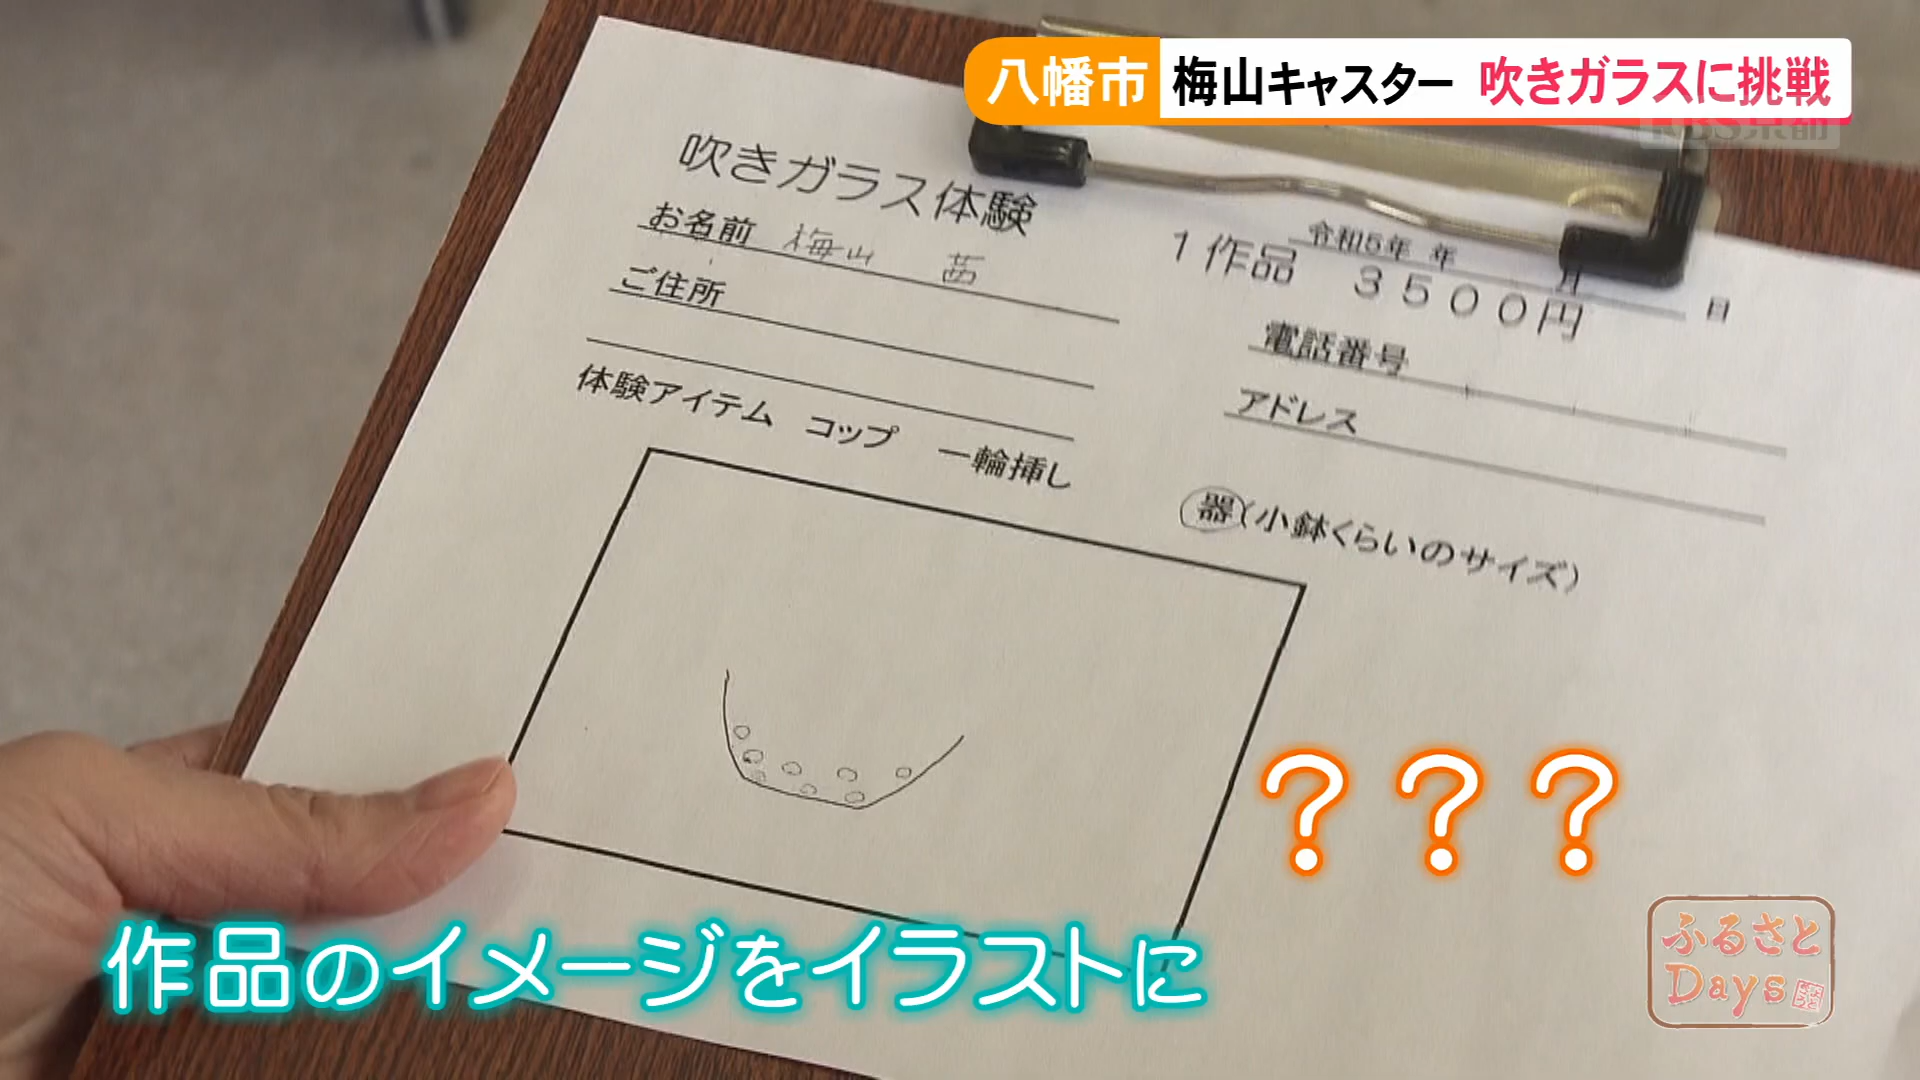 八幡市 梅山キャスター 吹きガラスに挑戦
KBS京都
吹きガラス体験
令和5年 年 月 日
お名前 梅山 茜
1作品 3500円
ご住所
電話番号
アドレス
体験アイテム コップ 一輪挿し 器(小鉢くらいのサイズ)
???
作品のイメージをイラストに
ふるさと
Days